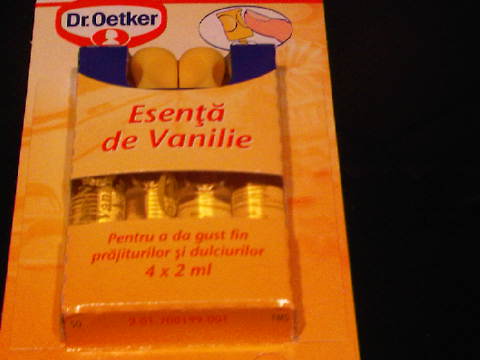 Dr.Oetker
Esenţă
de Vanilie
Pentru a da gust fin
prăjiturilor şi dulciurilor
4 x 2 ml